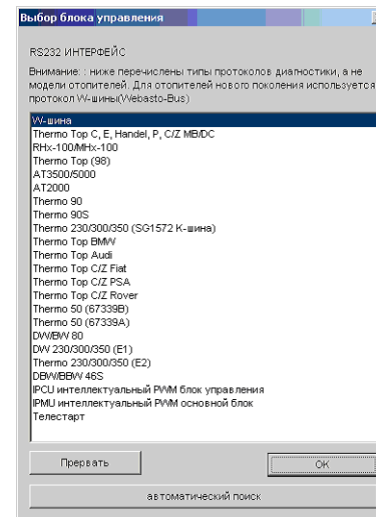 Выбор блока управления
RS232 ИНТЕРФЕЙС
Внимание: : ниже перечислены типы протоколов диагностики, а не
модели отопителей. Для отопителей нового поколения используется
протокол W-шины(Webasto-Bus)
W-шина
Thermo Top C, E, Handel, P, C/Z MB/DC
RHx-100/MHx-100
Thermo Top (98)
AT3500/5000
AT2000
Thermo 90
Thermo 90S
Thermo 230/300/350 (SG1572 К-шина)
Thermo Top BMW
Thermo Top Audi
Thermo Top C/Z Fiat
Thermo Top C/Z PSA
Thermo Top C/Z Rover
Thermo 50 (67339B)
Thermo 50 (67339A)
DW/BW 80
DW 230/300/350 (E1)
Thermo 230/300/350 (E2)
DBW/BBW 46S
IPCU интеллектуальный PWM блок управления
IPMU интеллектуальный PWM основной блок
Телестарт
Прервать
OK
автоматический поиск